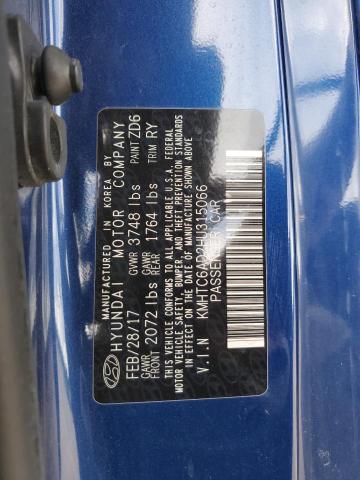 MADE IN KOREA BY
HYUNDAI MOTOR COMPANY
FEB/28/17 GVWR 3748 lbs PAINT ZD6
GAWR FRONT 2072 lbs GAWR REAR 1764 lbs TRIM RY
THIS VEHICLE CONFORMS TO ALL APPLICABLE U.S.A. FEDERAL
MOTOR VEHICLE SAFETY, BUMPER, AND THEFT PREVENTION STANDARDS
IN EFFECT ON THE DATE OF MANUFACTURE SHOWN ABOVE
V.I.N KMHTC6AD2HU315066
PASSENGER CAR